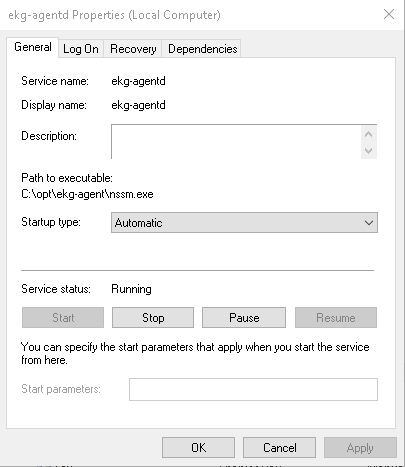 ekg-agentd Properties (Local Computer)
General Log On Recovery Dependencies
Service name: ekg-agentd
Display name: ekg-agentd
Description:
Path to executable:
C:\opt\ekg-agent\nssm.exe
Startup type: Automatic
Service status: Running
Start Stop Pause Resume
You can specify the start parameters that apply when you start the service
from here.
Start parameters:
OK Cancel Apply